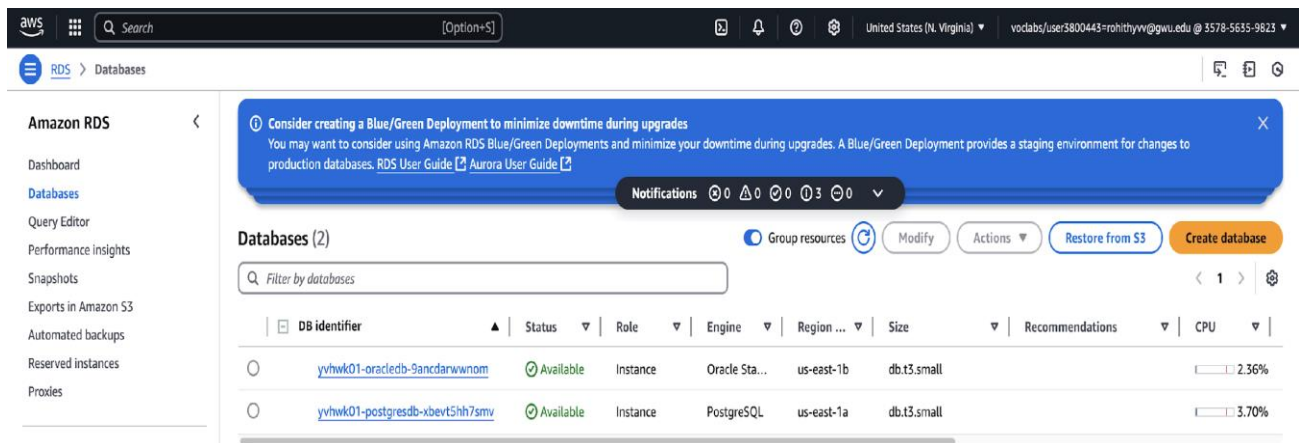 aws
Search [Option+S]
United States (N. Virginia) ▼
voclabs/user3800443=rohithyvv@gwu.edu @ 3578-5635-9823 ▼
RDS > Databases
Amazon RDS
Dashboard
Databases
Query Editor
Performance insights
Snapshots
Exports in Amazon S3
Automated backups
Reserved instances
Proxies
Consider creating a Blue/Green Deployment to minimize downtime during upgrades
You may want to consider using Amazon RDS Blue/Green Deployments and minimize your downtime during upgrades. A Blue/Green Deployment provides a staging environment for changes to
production databases. RDS User Guide Aurora User Guide
Notifications 0 0 0 3 0
Databases (2)
Group resources
Modify
Actions ▼
Restore from S3
Create database
Filter by databases
< 1 >
DB identifier Status Role Engine Region ... Size Recommendations CPU
yvhwk01-oracledb-9ancdarwwnom Available Instance Oracle Sta... us-east-1b db.t3.small 2.36%
yvhwk01-postgresdb-xbevt5hh7smv Available Instance PostgreSQL us-east-1a db.t3.small 3.70%